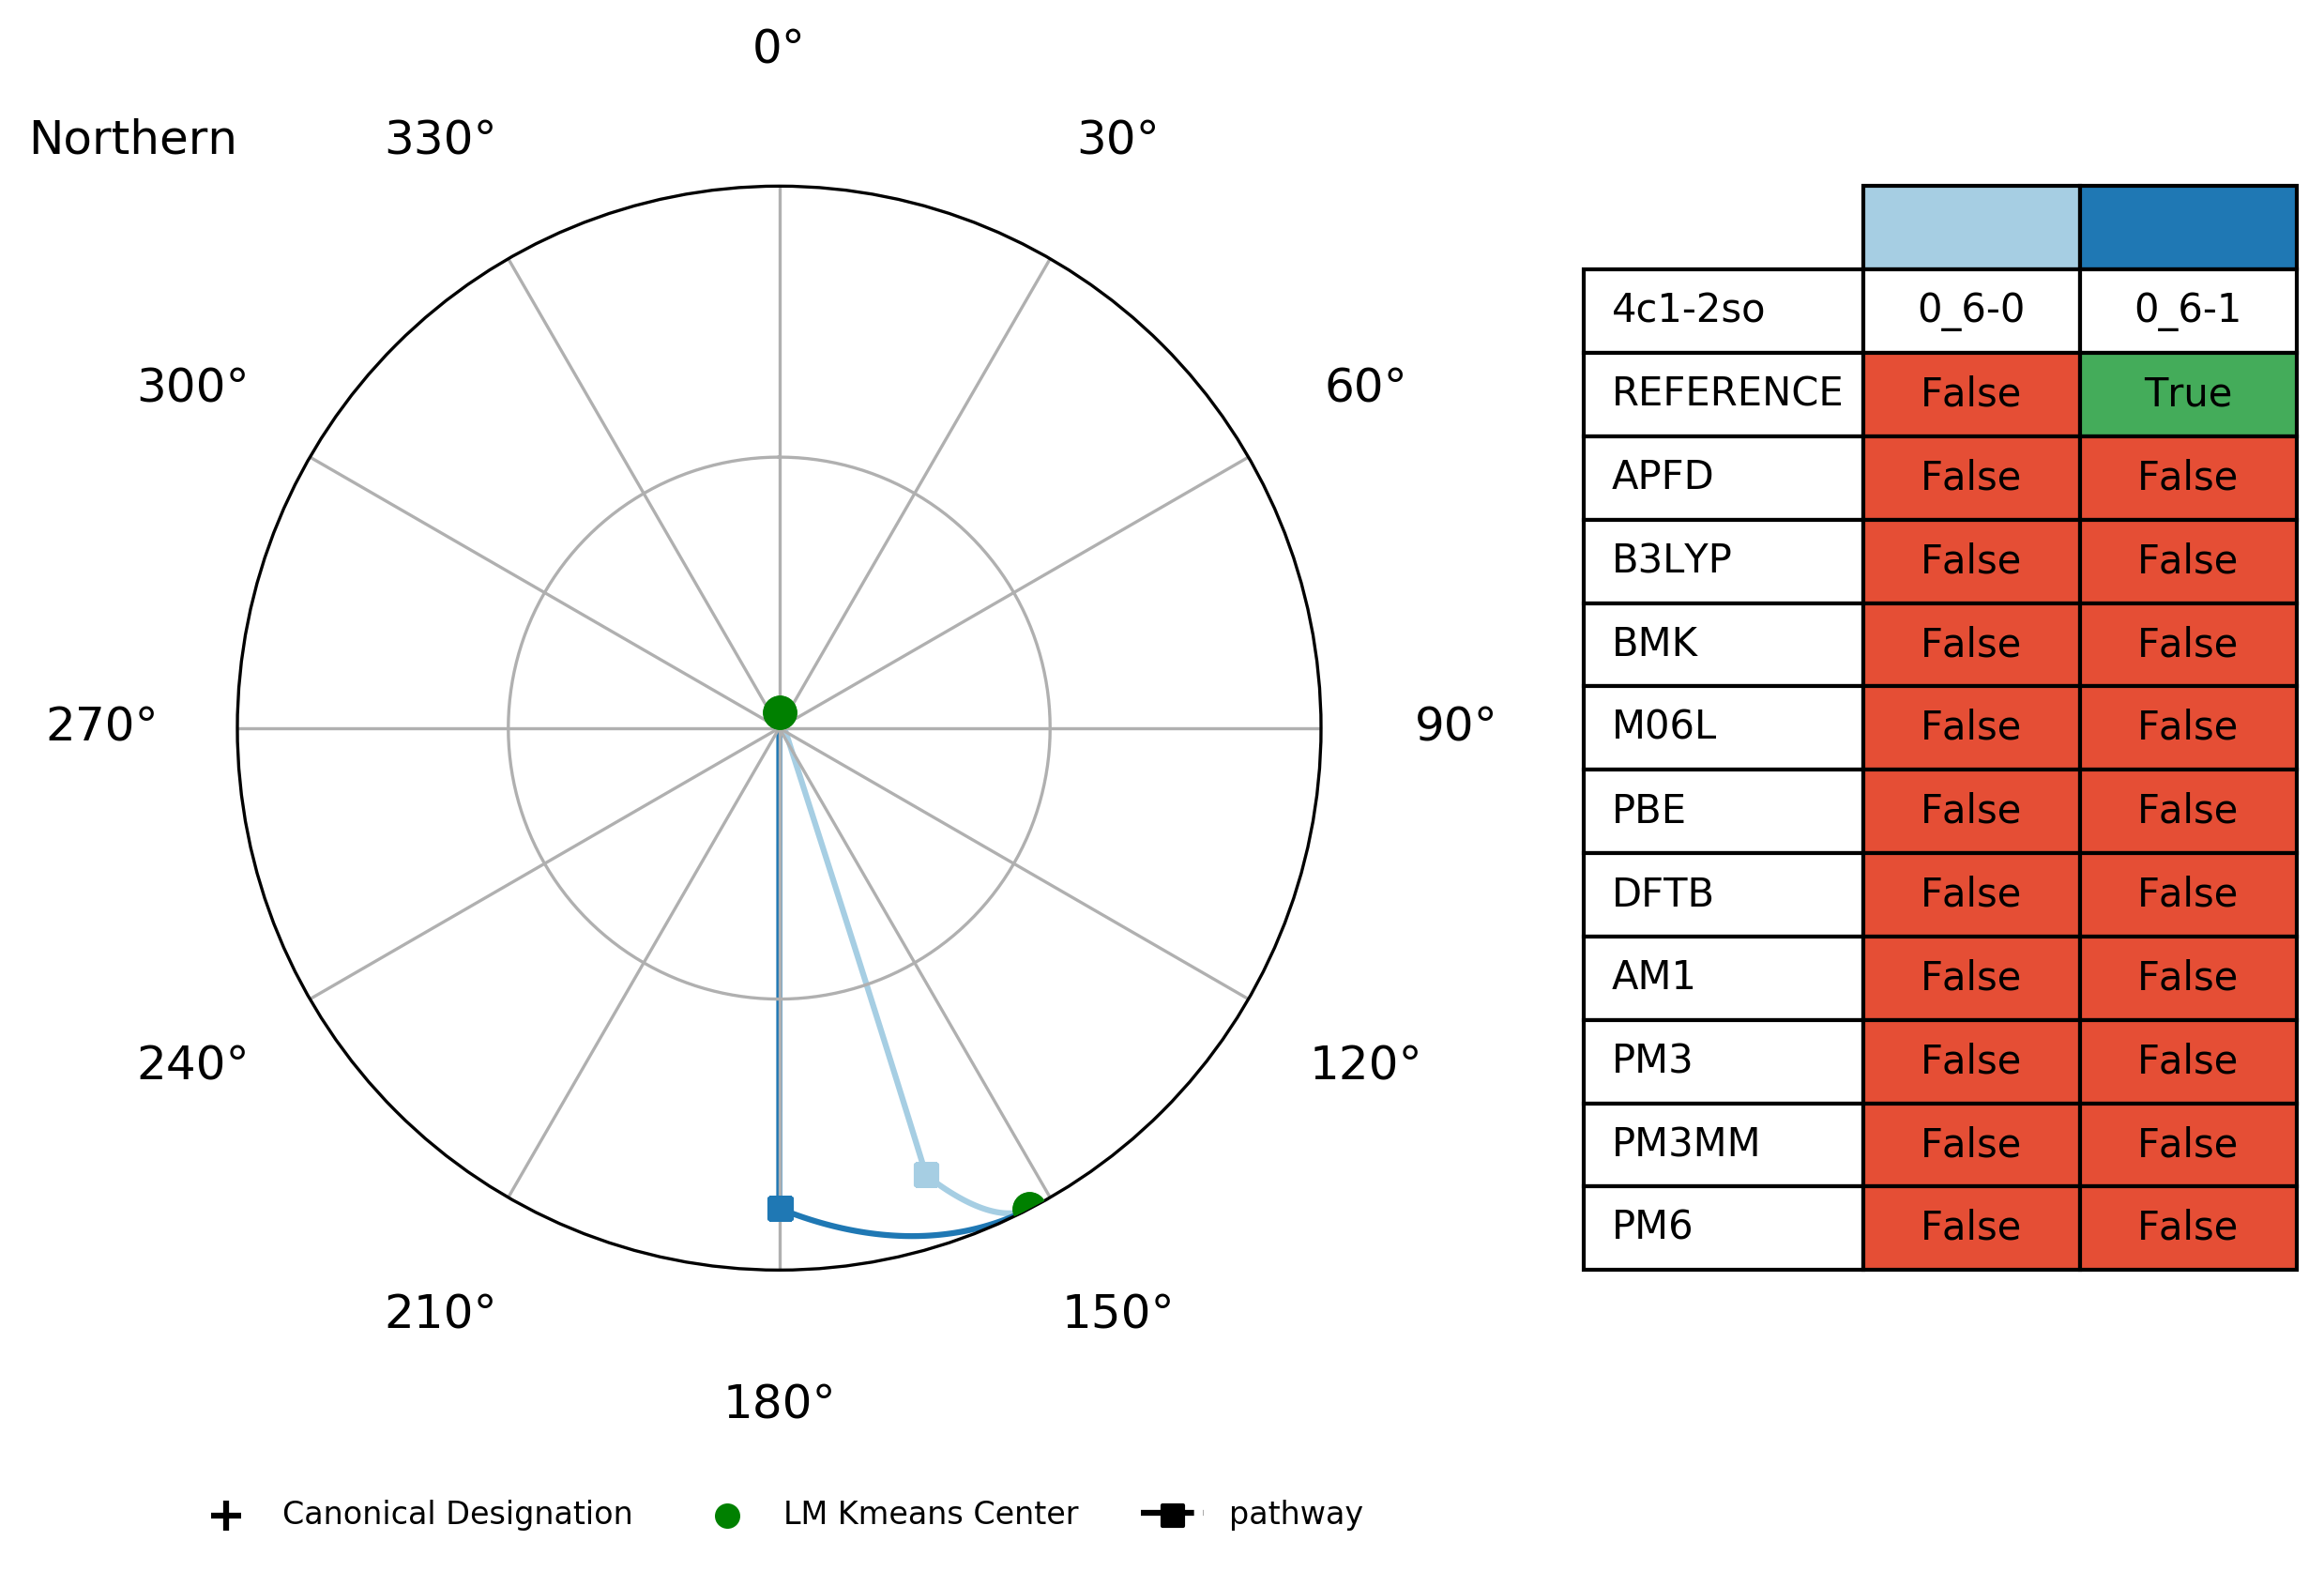 0°
Northern
330°
30°
300°
60°
270°
90°
240°
120°
210°
150°
180°
4c1-2so 0_6-0 0_6-1
REFERENCE False True
APFD False False
B3LYP False False
BMK False False
M06L False False
PBE False False
DFTB False False
AM1 False False
PM3 False False
PM3MM False False
PM6 False False
Canonical Designation
LM Kmeans Center
pathway